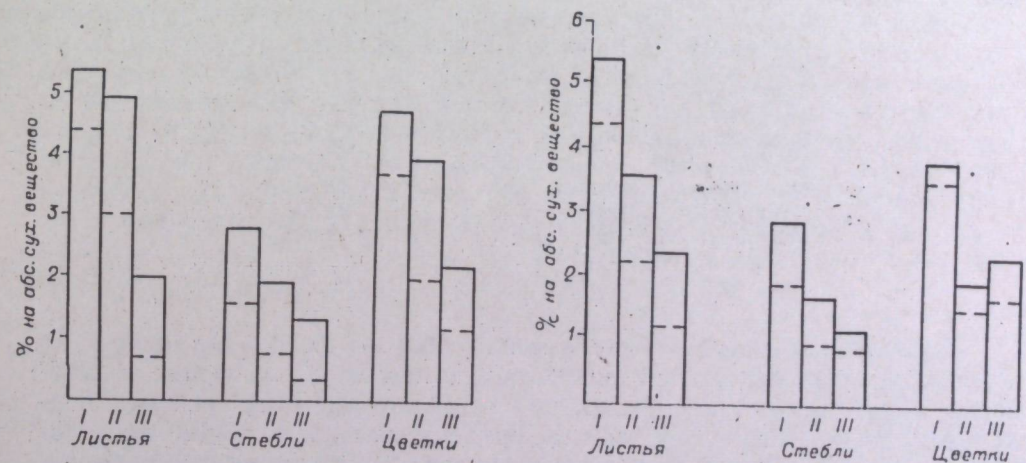 % на абс. сух. вещество
5
4
3
2
1
I II III
Листья
I II III
Стебли
I II III
Цветки
% на абс. сух. вещество
6
5
4
3
2
1
I II III
Листья
I II III
Стебли
I II III
Цветки